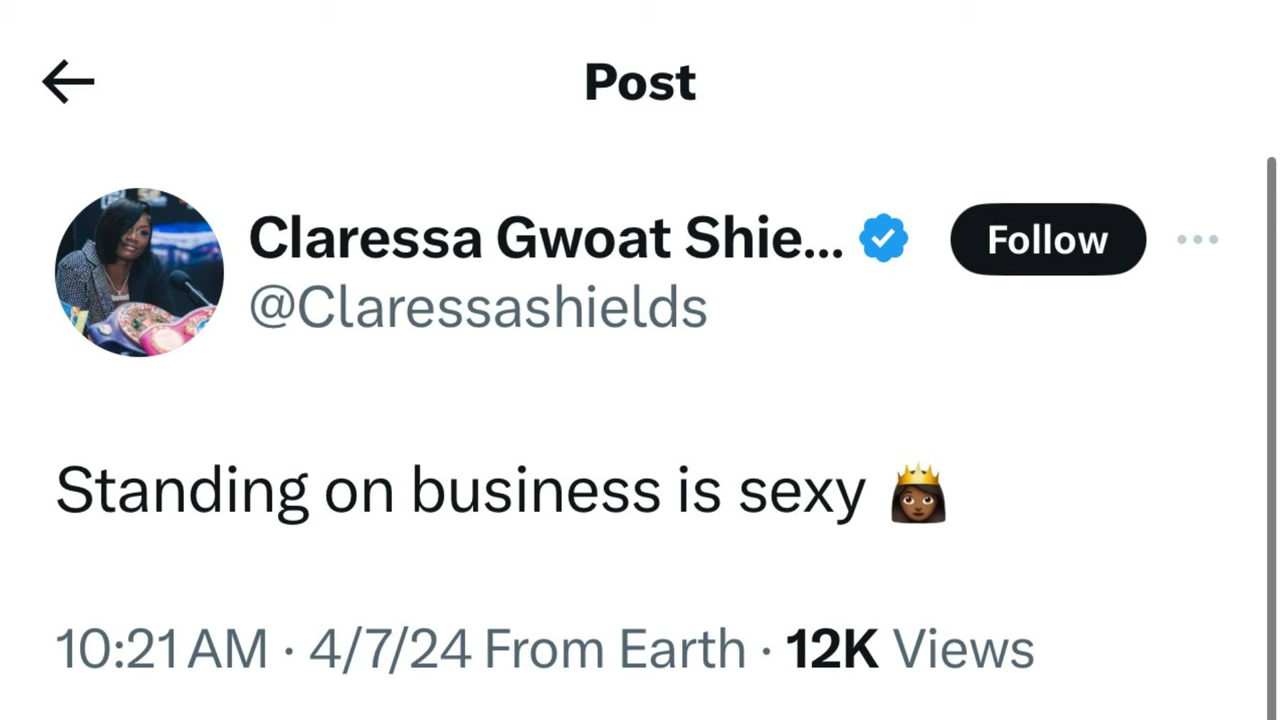 Post
Claressa Gwoat Shie...
Follow
@Claressashields
Standing on business is sexy 👸🏾
10:21 AM · 4/7/24 From Earth · 12K Views